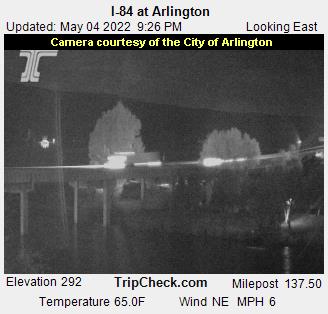 I-84 at Arlington
Updated: May 04 2022 9:26 PM Looking East
Camera courtesy of the City of Arlington
Elevation 292 TripCheck.com Milepost 137.50
Temperature 65.0F Wind NE MPH 6